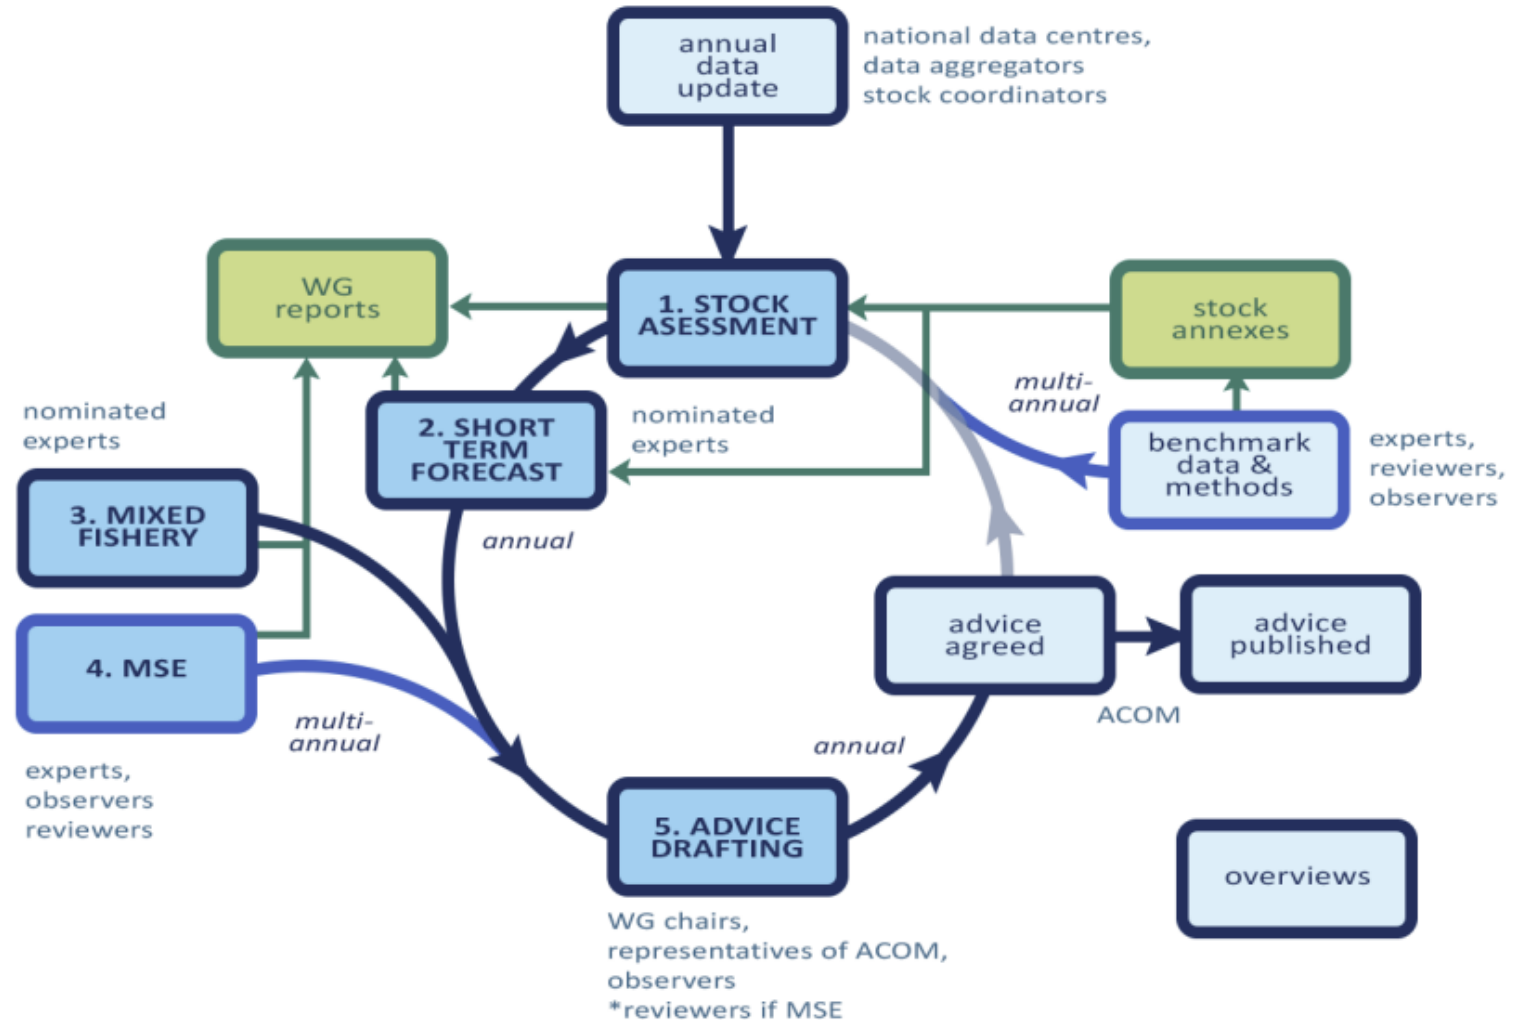 annual
data
update
national data centres,
data aggregators
stock coordinators
WG
reports
1. STOCK
ASESSMENT
stock
annexes
multi-
annual
nominated
experts
2. SHORT
TERM
FORECAST
nominated
experts
benchmark
data &
methods
experts,
reviewers,
observers
3. MIXED
FISHERY
annual
4. MSE
advice
agreed
advice
published
multi-
annual
ACOM
annual
experts,
observers
reviewers
5. ADVICE
DRAFTING
overviews
WG chairs,
representatives of ACOM,
observers
*reviewers if MSE